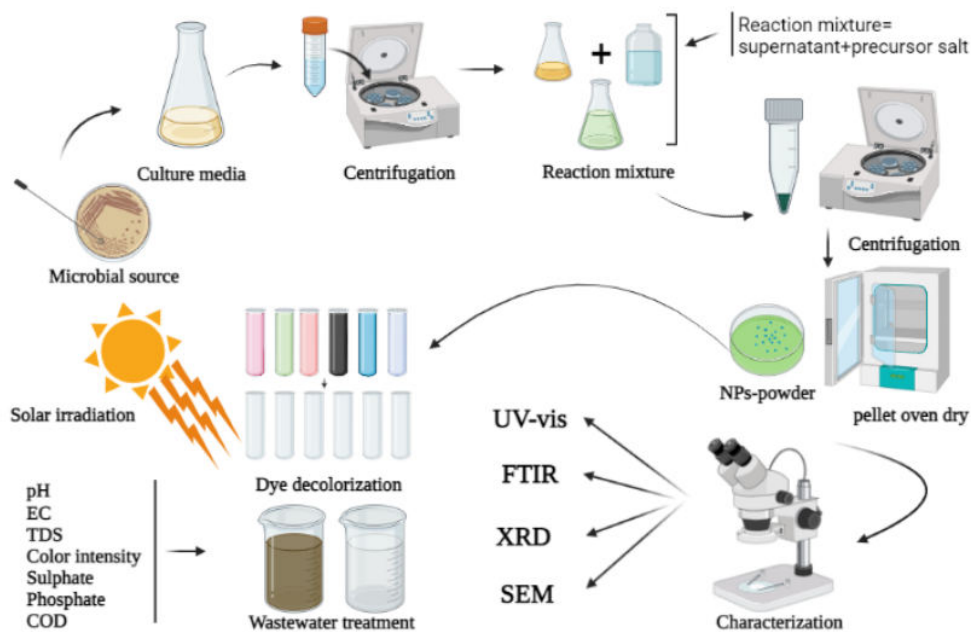 Reaction mixture=
supernatant+precursor salt
Culture media
Centrifugation
Reaction mixture
Centrifugation
Microbial source
NPs-powder
pellet oven dry
Solar irradiation
Dye decolorization
UV-vis
FTIR
XRD
SEM
pH
EC
TDS
Color intensity
Sulphate
Phosphate
COD
Wastewater treatment
Characterization